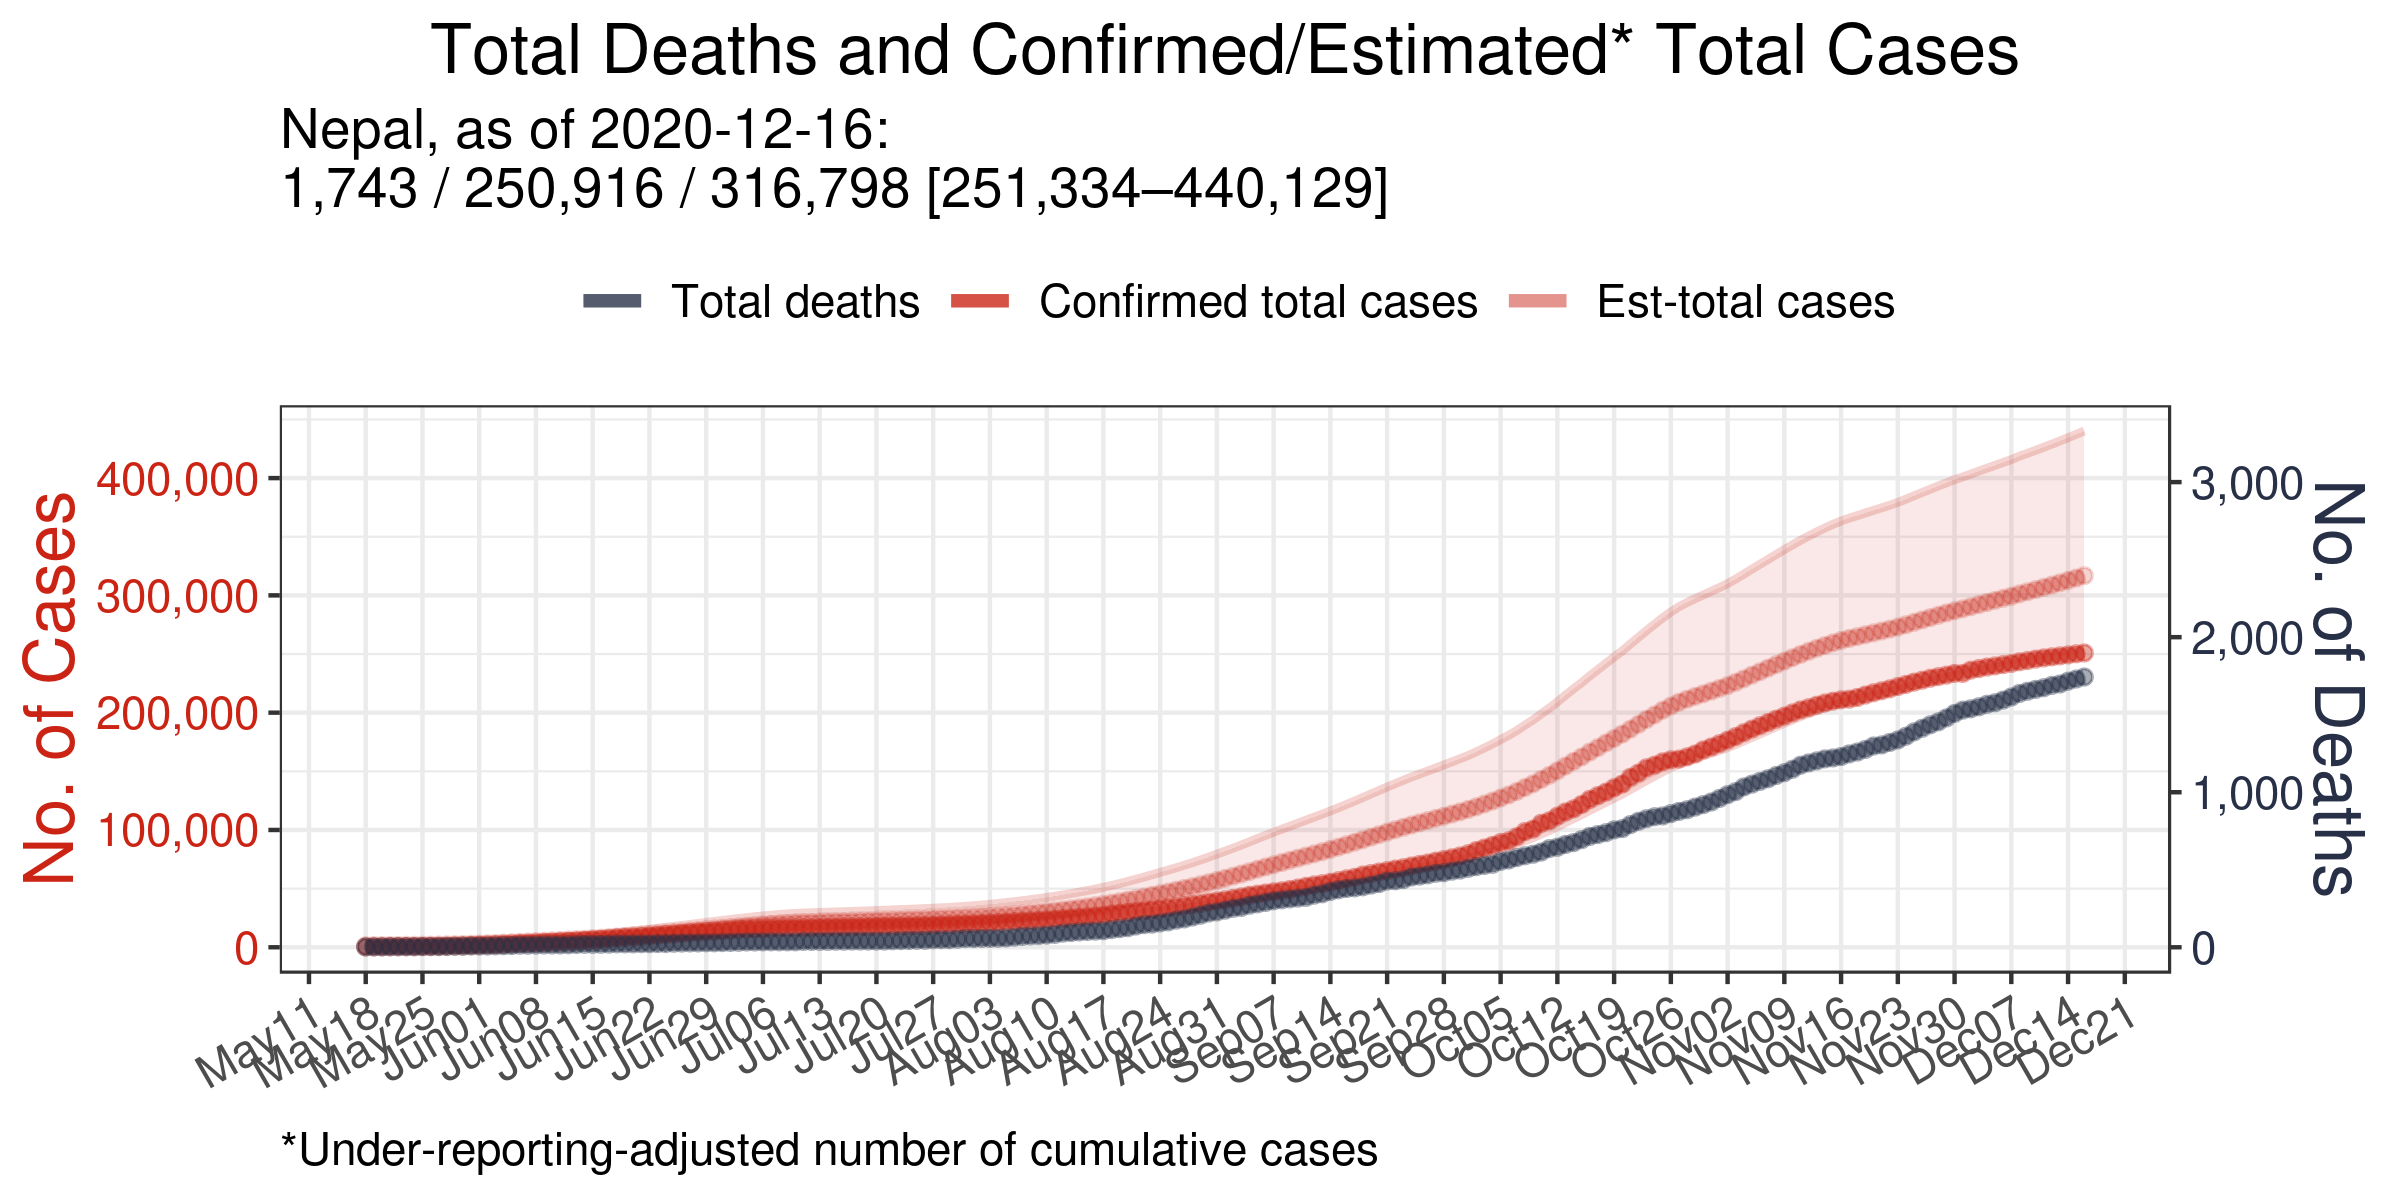 Total Deaths and Confirmed/Estimated* Total Cases
Nepal, as of 2020-12-16:
1,743 / 250,916 / 316,798 [251,334–440,129]
Total deaths
Confirmed total cases
Est-total cases
No. of Cases
400,000
300,000
200,000
100,000
0
3,000
2,000
1,000
0
No. of Deaths
May11
May18
May25
Jun01
Jun08
Jun15
Jun22
Jun29
Jul06
Jul13
Jul20
Jul27
Aug03
Aug10
Aug17
Aug24
Aug31
Sep07
Sep14
Sep21
Sep28
Oct05
Oct12
Oct19
Oct26
Nov02
Nov09
Nov16
Nov23
Nov30
Dec07
Dec14
Dec21
*Under-reporting-adjusted number of cumulative cases